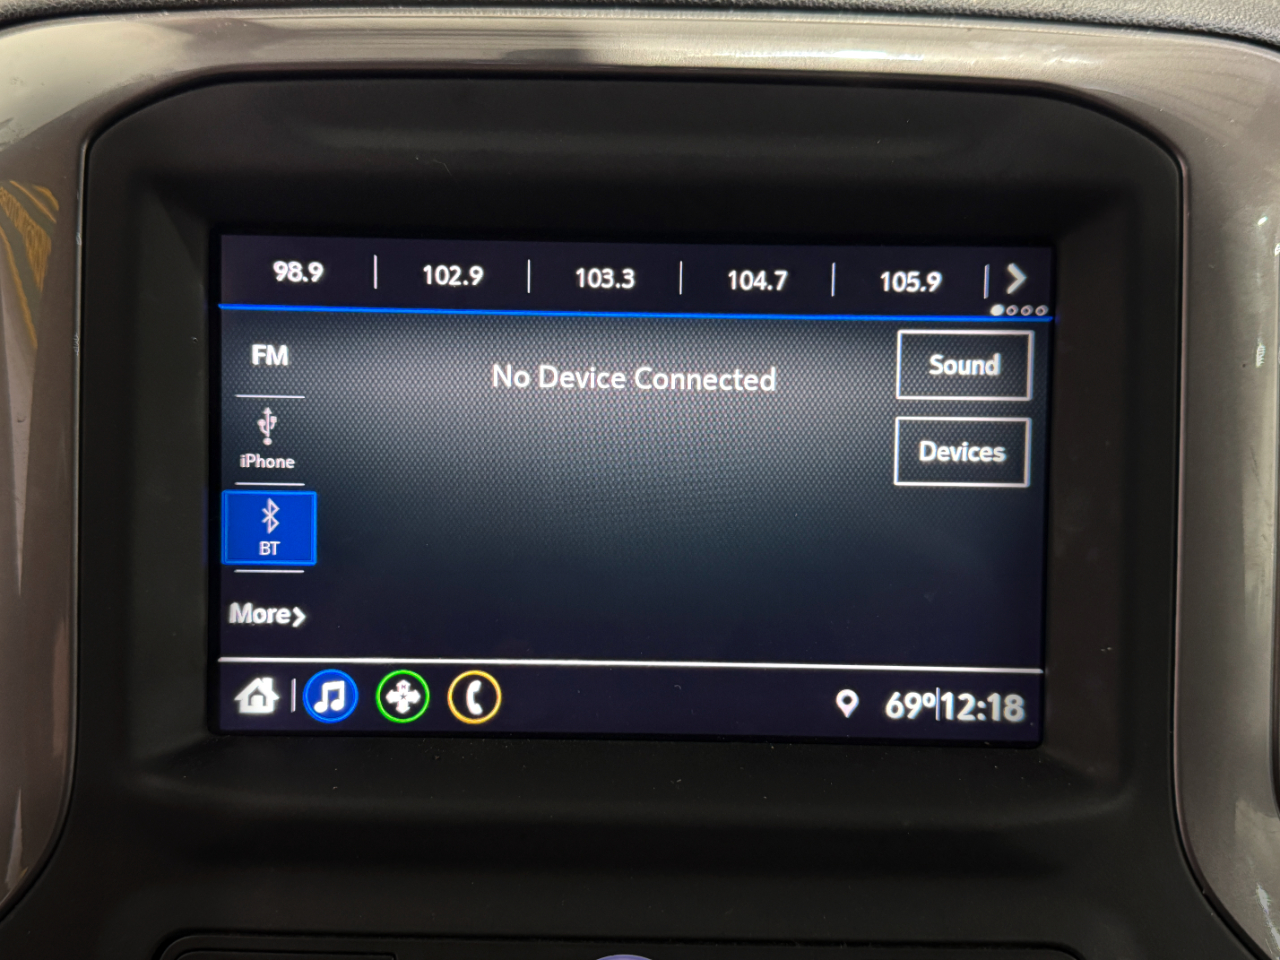 98.9 | 102.9 | 103.3 | 104.7 | 105.9 |
FM
No Device Connected
Sound
iPhone
Devices
BT
More
69°|12:18